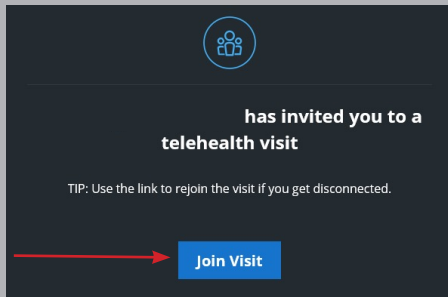 has invited you to a
telehealth visit
TIP: Use the link to rejoin the visit if you get disconnected.
Join Visit